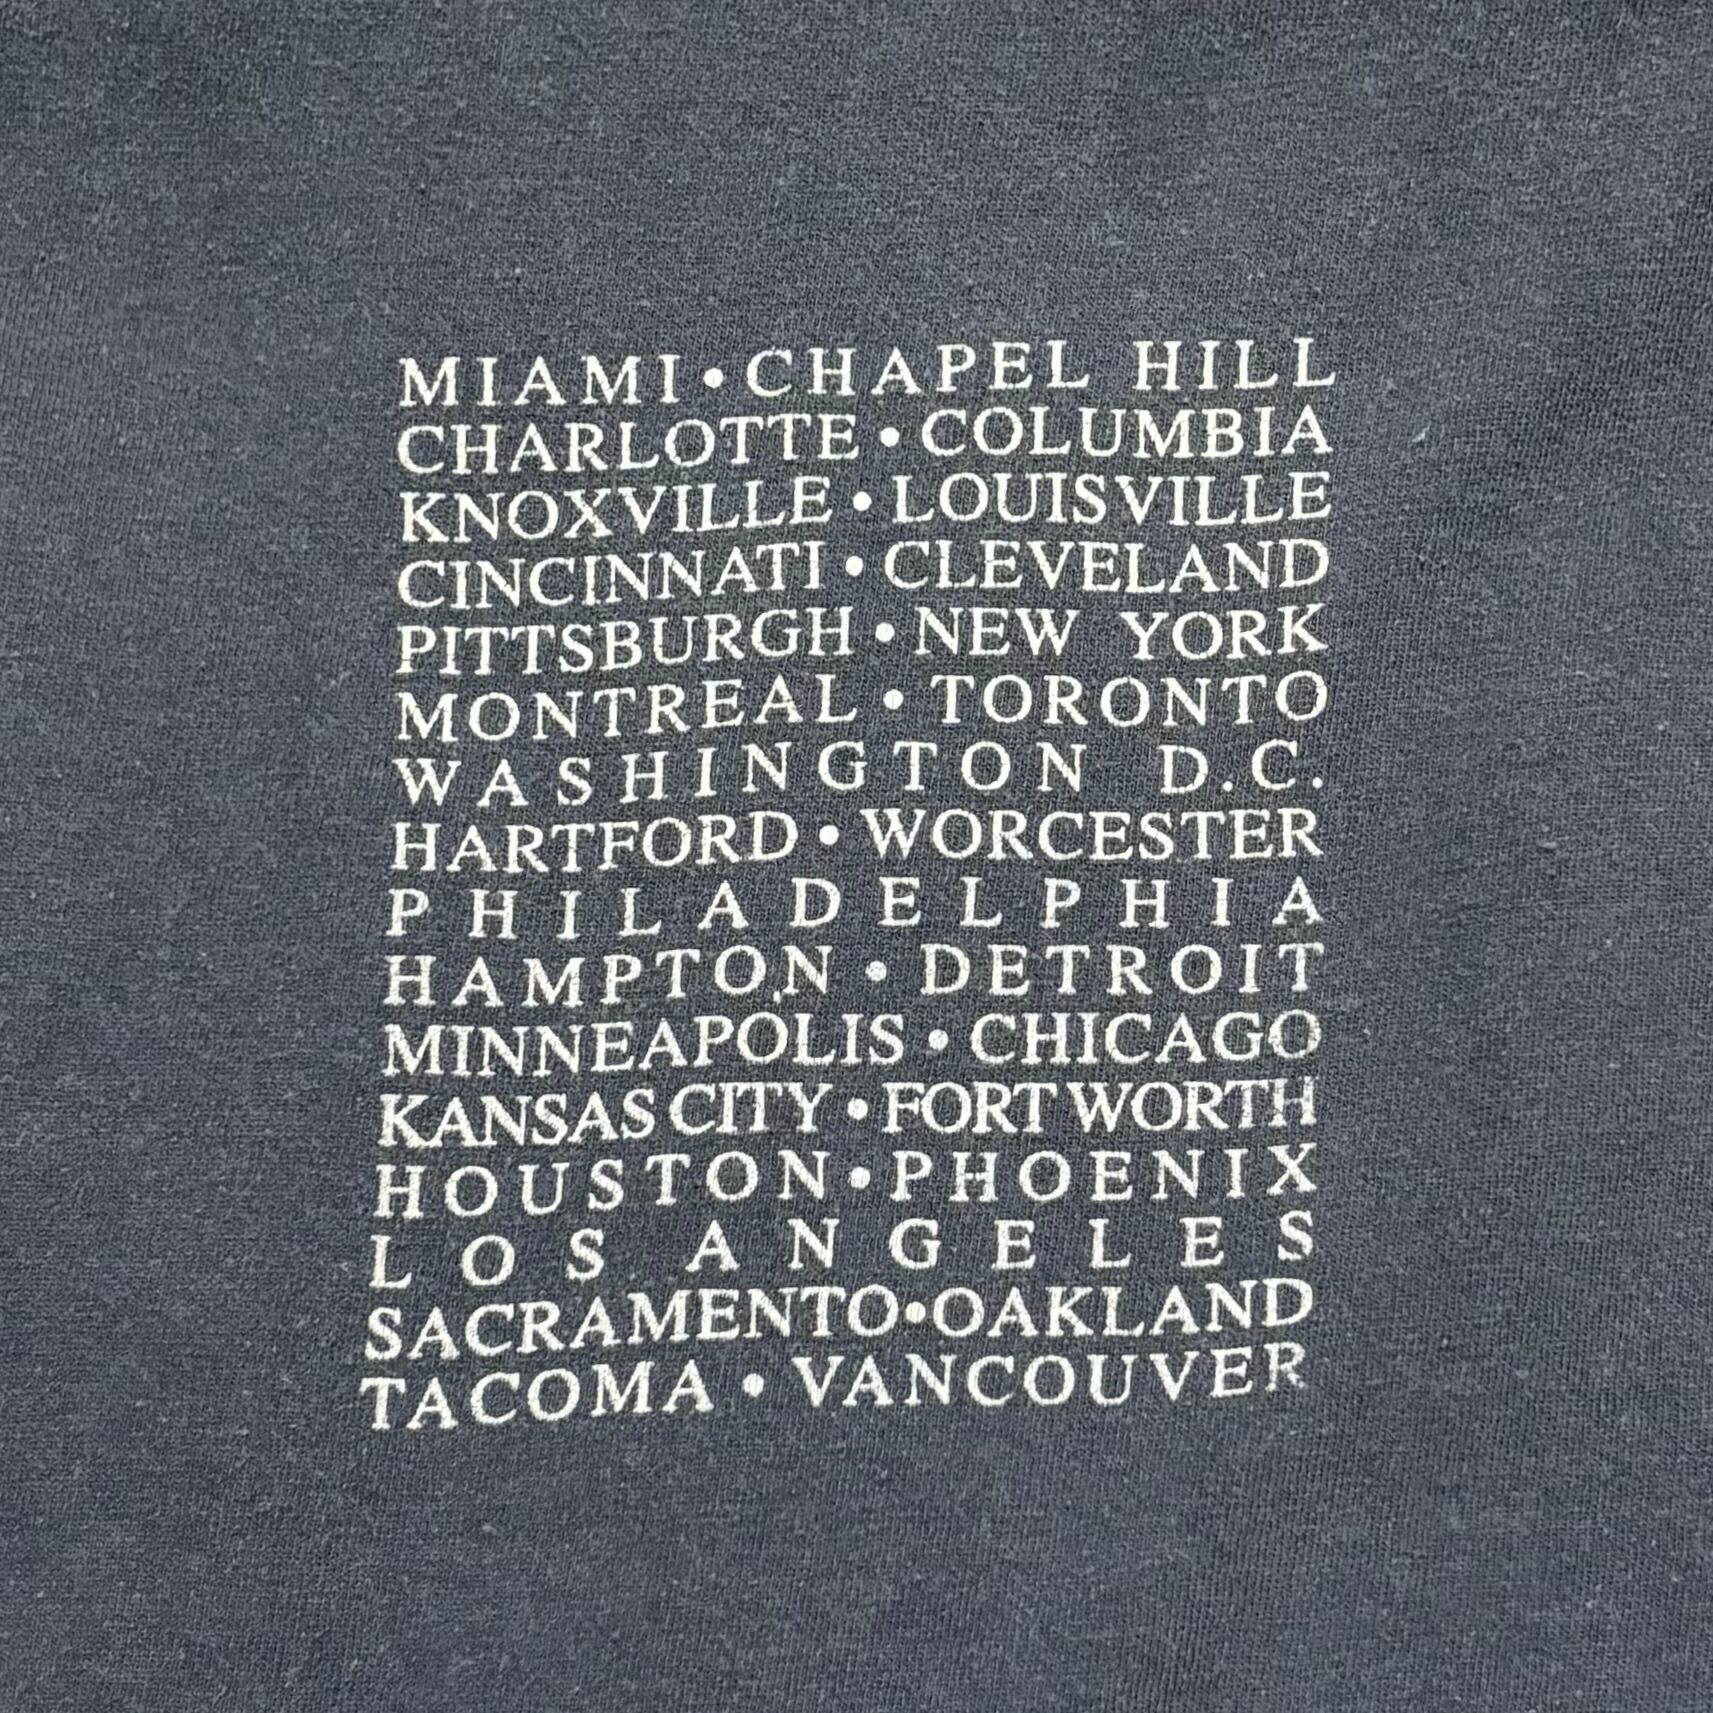 MIAMI • CHAPEL HILL
CHARLOTTE • COLUMBIA
KNOXVILLE • LOUISVILLE
CINCINNATI • CLEVELAND
PITTSBURGH • NEW YORK
MONTREAL • TORONTO
WASHINGTON D.C.
HARTFORD • WORCESTER
PHILADELPHIA
HAMPTON • DETROIT
MINNEAPOLIS • CHICAGO
KANSAS CITY • FORT WORTH
HOUSTON • PHOENIX
LOS ANGELES
SACRAMENTO • OAKLAND
TACOMA • VANCOUVER